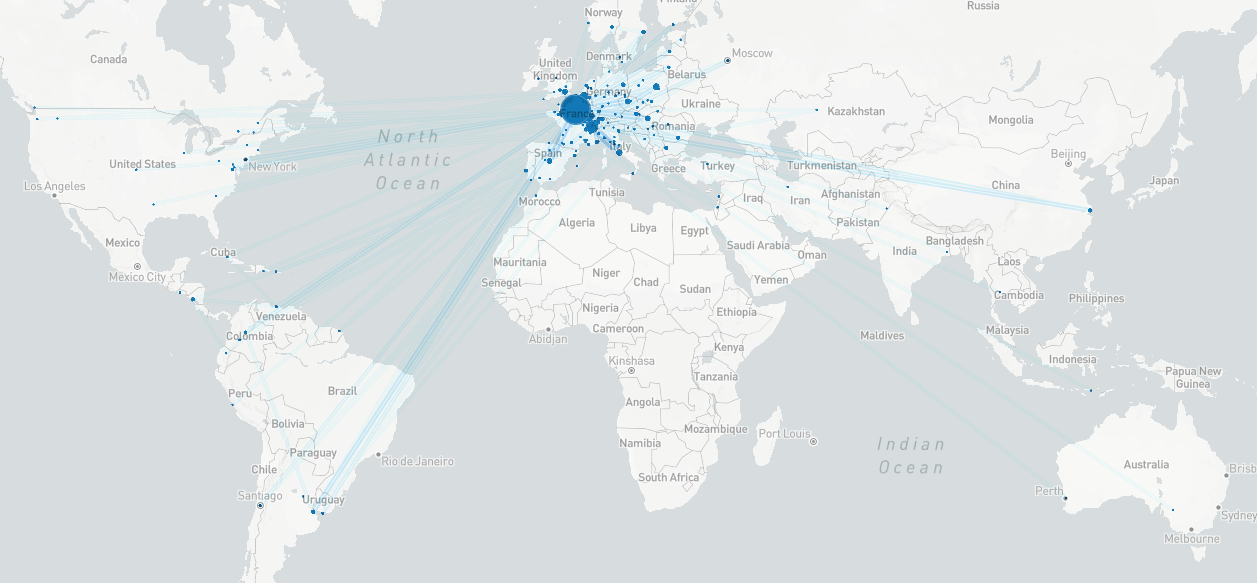 Norway
Finland
Russia
Canada
United
Kingdom
Denmark
Moscow
Belarus
Germany
France
Ukraine
Kazakhstan
Mongolia
Romania
North
Atlantic
Ocean
Italy
Spain
United States
New York
Greece
Turkey
Turkmenistan
Beijing
China
Japan
Los Angeles
Tunisia
Morocco
Algeria
Libya
Egypt
Iraq
Iran
Afghanistan
Pakistan
Mexico
Cuba
Mexico City
Mauritania
Saudi Arabia
Oman
India
Bangladesh
Laos
Senegal
Niger
Chad
Sudan
Yemen
Cambodia
Philippines
Venezuela
Nigeria
Ethiopia
Colombia
Abidjan
Cameroon
Maldives
Malaysia
Kinshasa
Kenya
Indonesia
Papua New
Guinea
Peru
Brazil
Tanzania
Angola
Bolivia
Mozambique
Port Louis
Namibia
Indian
Ocean
Paraguay
Rio de Janeiro
Chile
South Africa
Australia
Brisb
Santiago
Uruguay
Perth
Sydney
Melbourne